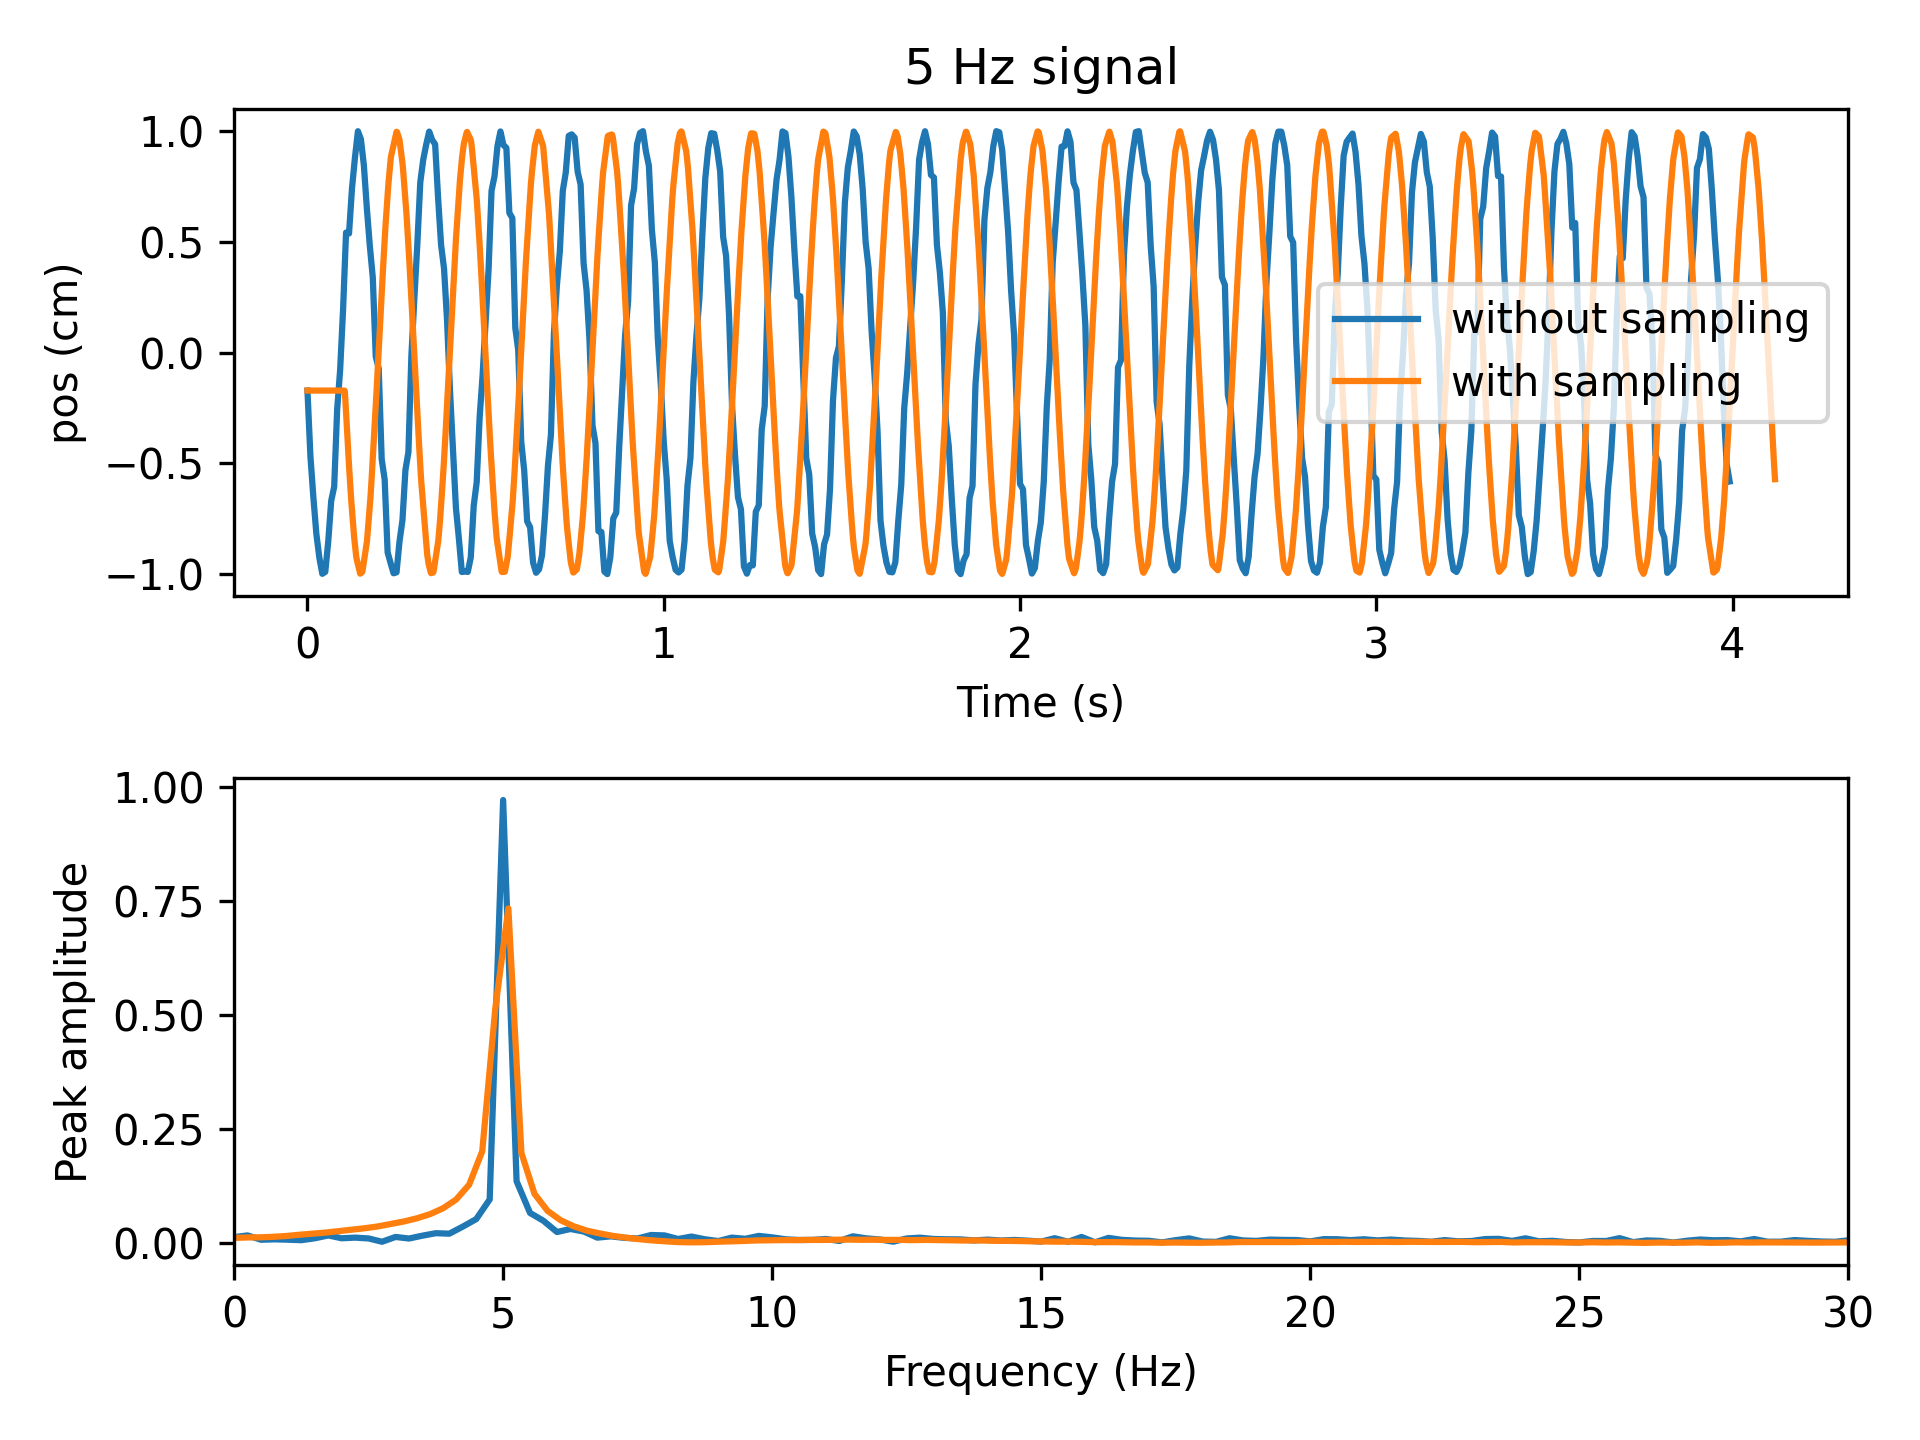 5 Hz signal
1.0
0.5
0.0
−0.5
−1.0
pos (cm)
without sampling
with sampling
0 1 2 3 4
Time (s)
1.00
0.75
0.50
0.25
0.00
Peak amplitude
0 5 10 15 20 25 30
Frequency (Hz)